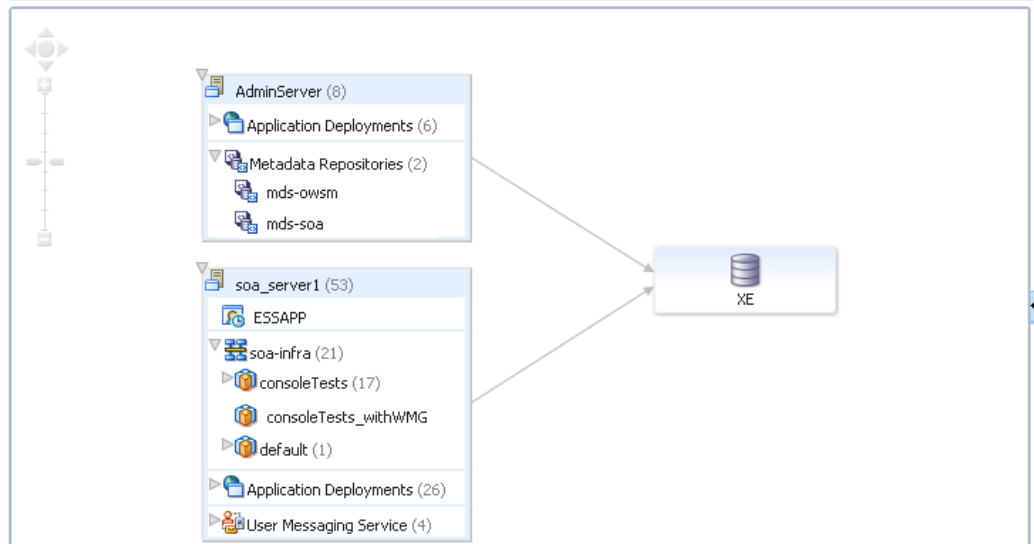 AdminServer (8)
Application Deployments (6)
Metadata Repositories (2)
mds-owsm
mds-soa
soa_server1 (53)
ESSAPP
soa-infra (21)
consoleTests (17)
consoleTests_withWMG
default (1)
Application Deployments (26)
User Messaging Service (4)
XE